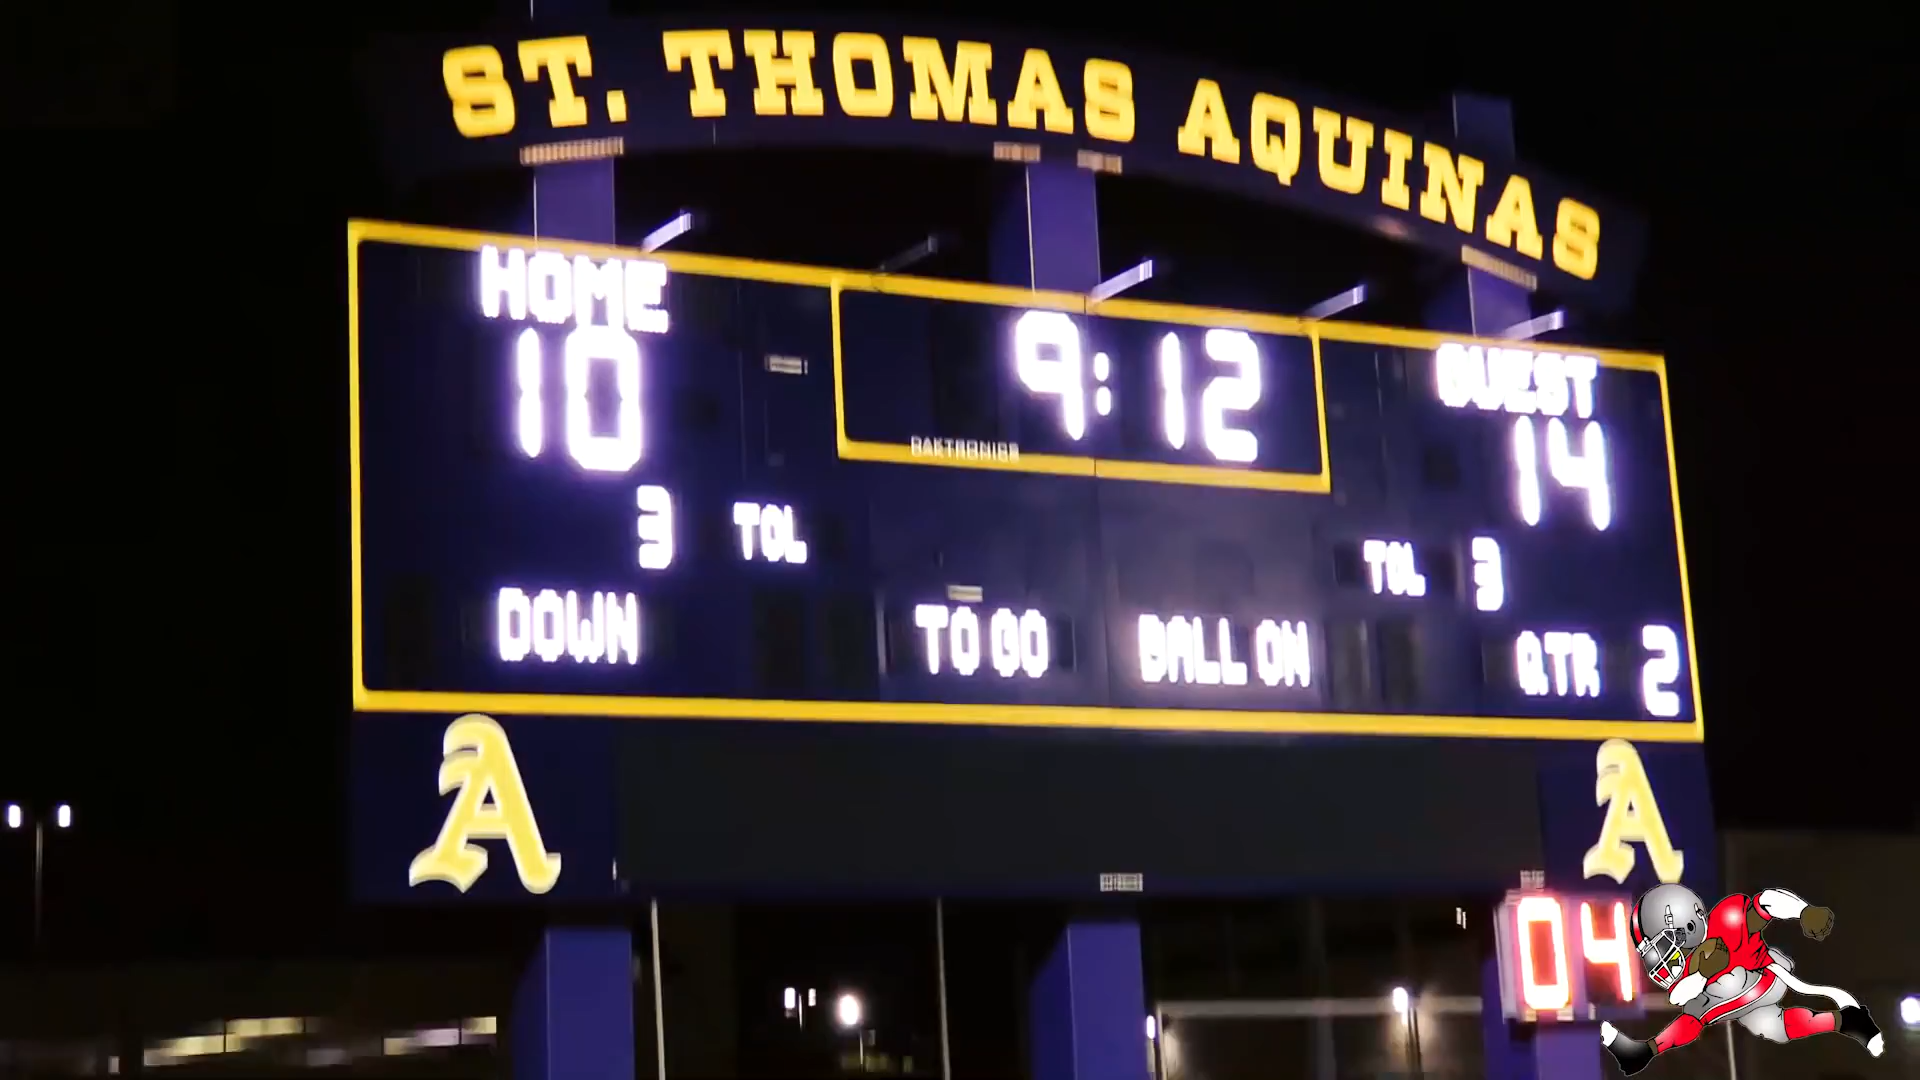 ST. THOMAS AQUINAS
HOME 9:12 GUEST
10 14
DAKTRONICS
3 TOL TOL 3
DOWN TO GO BALL ON QTR 2
A A
04